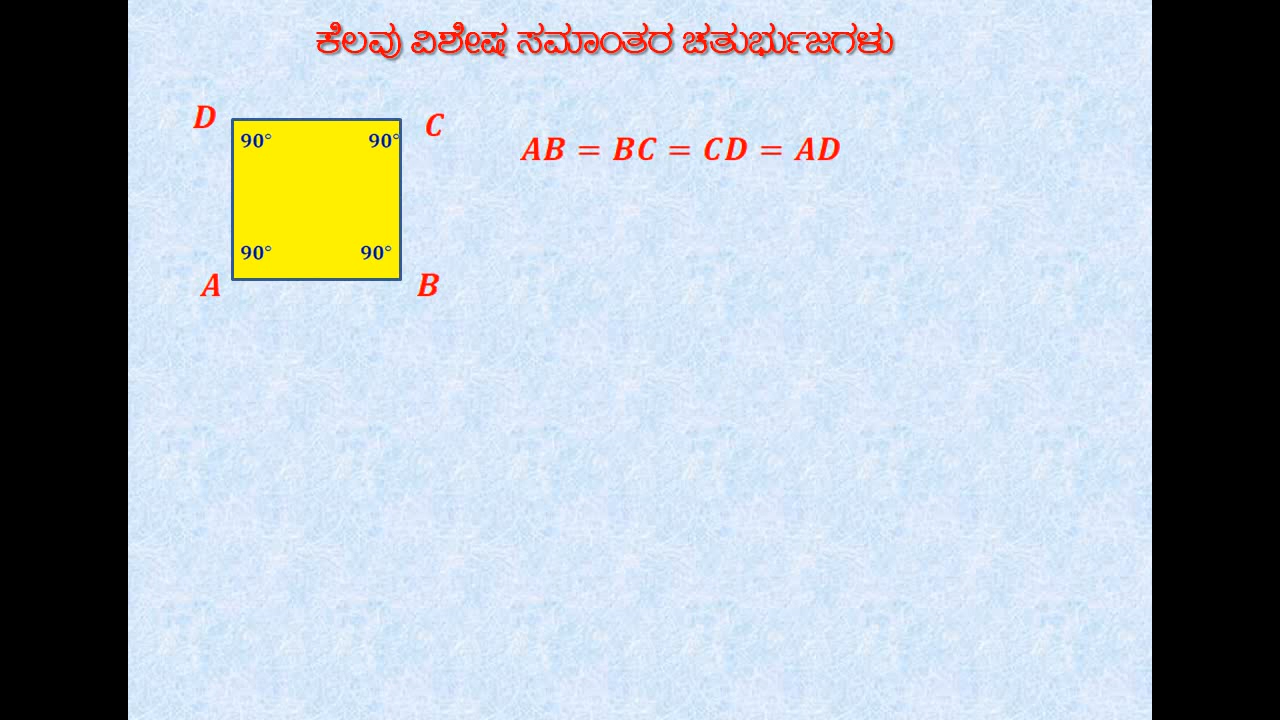 ಕೆಲವು ವಿಶೇಷ ಸಮಾಂತರ ಚತುರ್ಭುಜಗಳು
D C
90° 90°
AB = BC = CD = AD
90° 90°
A B